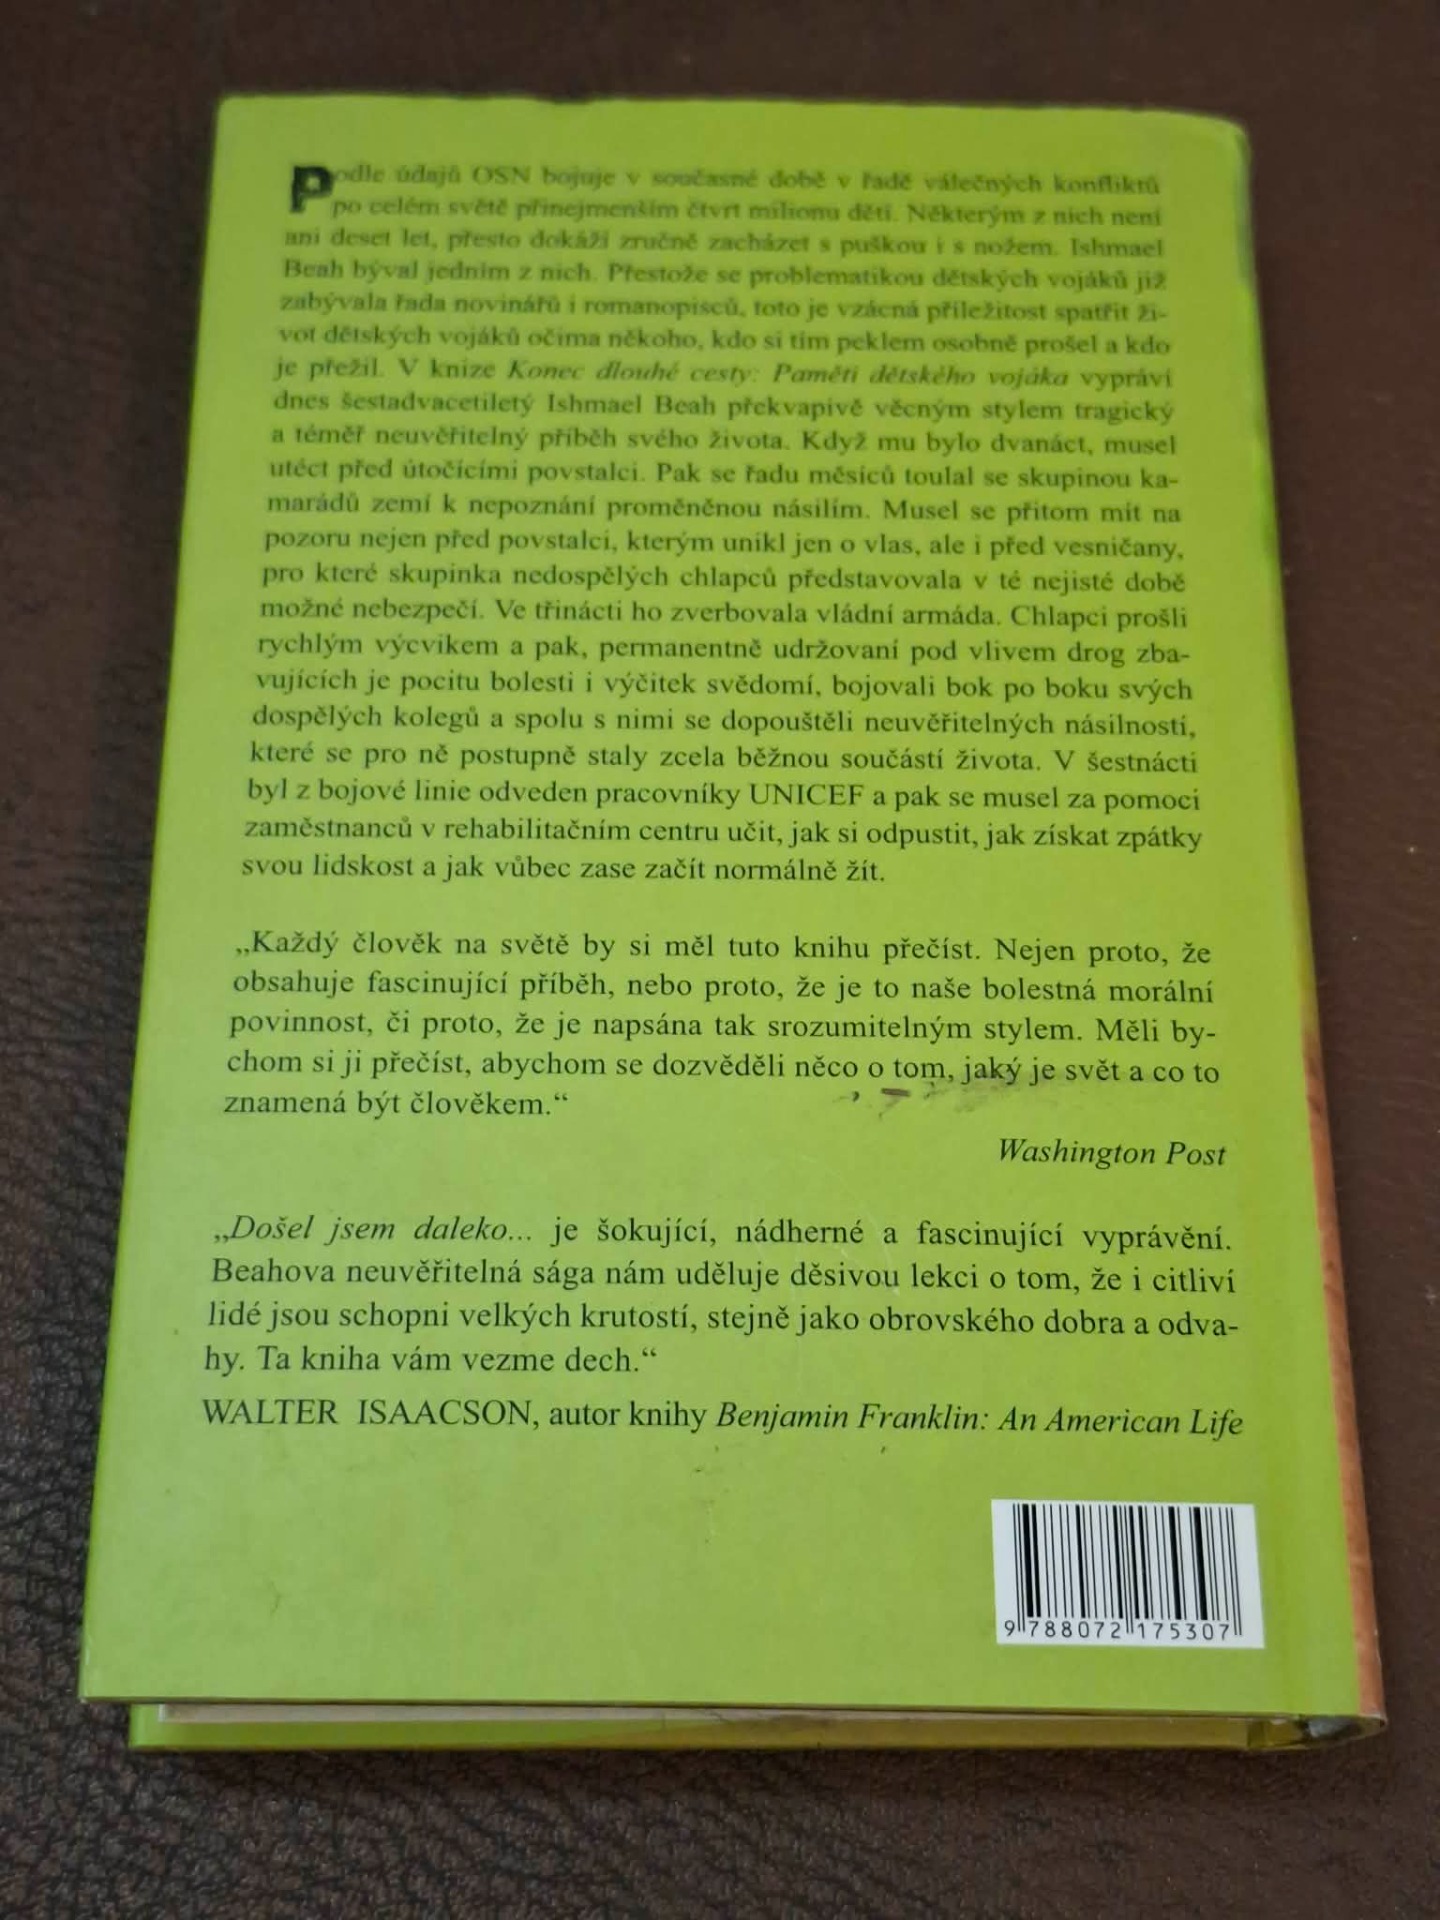 Podle údajů OSN bojuje v současné době v řadě válečných konfliktů
po celém světě přinejmenším čtvrt milionu dětí. Některým z nich není
ani deset let, přesto dokáží zručně zacházet s puškou i s nožem. Ishmael
Beah býval jedním z nich. Přestože se problematikou dětských vojáků již
zabývala řada novinářů i romanopisců, toto je vzácná příležitost spatřit ži-
vot dětských vojáků očima někoho, kdo si tím peklem osobně prošel a kdo
je přežil. V knize Konec dlouhé cesty: Paměti dětského vojáka vypráví
dnes šestadvacetiletý Ishmael Beah překvapivě věcným stylem tragický
a téměř neuvěřitelný příběh svého života. Když mu bylo dvanáct, musel
utéct před útočícími povstalci. Pak se řadu měsíců toulal se skupinou ka-
marádů zemí k nepoznání proměněnou násilím. Musel se přitom mít na
pozoru nejen před povstalci, kterým unikl jen o vlas, ale i před vesničany,
pro které skupinka nedospělých chlapců představovala v té nejisté době
možné nebezpečí. Ve třinácti ho zverbovala vládní armáda. Chlapci prošli
rychlým výcvikem a pak, permanentně udržovaní pod vlivem drog zba-
vujících je pocitu bolesti i výčitek svědomí, bojovali bok po boku svých
dospělých kolegů a spolu s nimi se dopouštěli neuvěřitelných násilností,
které se pro ně postupně staly zcela běžnou součástí života. V šestnácti
byl z bojové linie odveden pracovníky UNICEF a pak se musel za pomoci
zaměstnanců v rehabilitačním centru učit, jak si odpustit, jak získat zpátky
svou lidskost a jak vůbec zase začít normálně žít.
„Každý člověk na světě by si měl tuto knihu přečíst. Nejen proto, že
obsahuje fascinující příběh, nebo proto, že je to naše bolestná morální
povinnost, či proto, že je napsána tak srozumitelným stylem. Měli by-
chom si ji přečíst, abychom se dozvěděli něco o tom, jaký je svět a co to
znamená být člověkem.“
Washington Post
„Došel jsem daleko... je šokující, nádherné a fascinující vyprávění.
Beahova neuvěřitelná sága nám uděluje děsivou lekci o tom, že i citliví
lidé jsou schopni velkých krutostí, stejně jako obrovského dobra a odva-
hy. Ta kniha vám vezme dech.“
WALTER ISAACSON, autor knihy Benjamin Franklin: An American Life
9 788072 175307